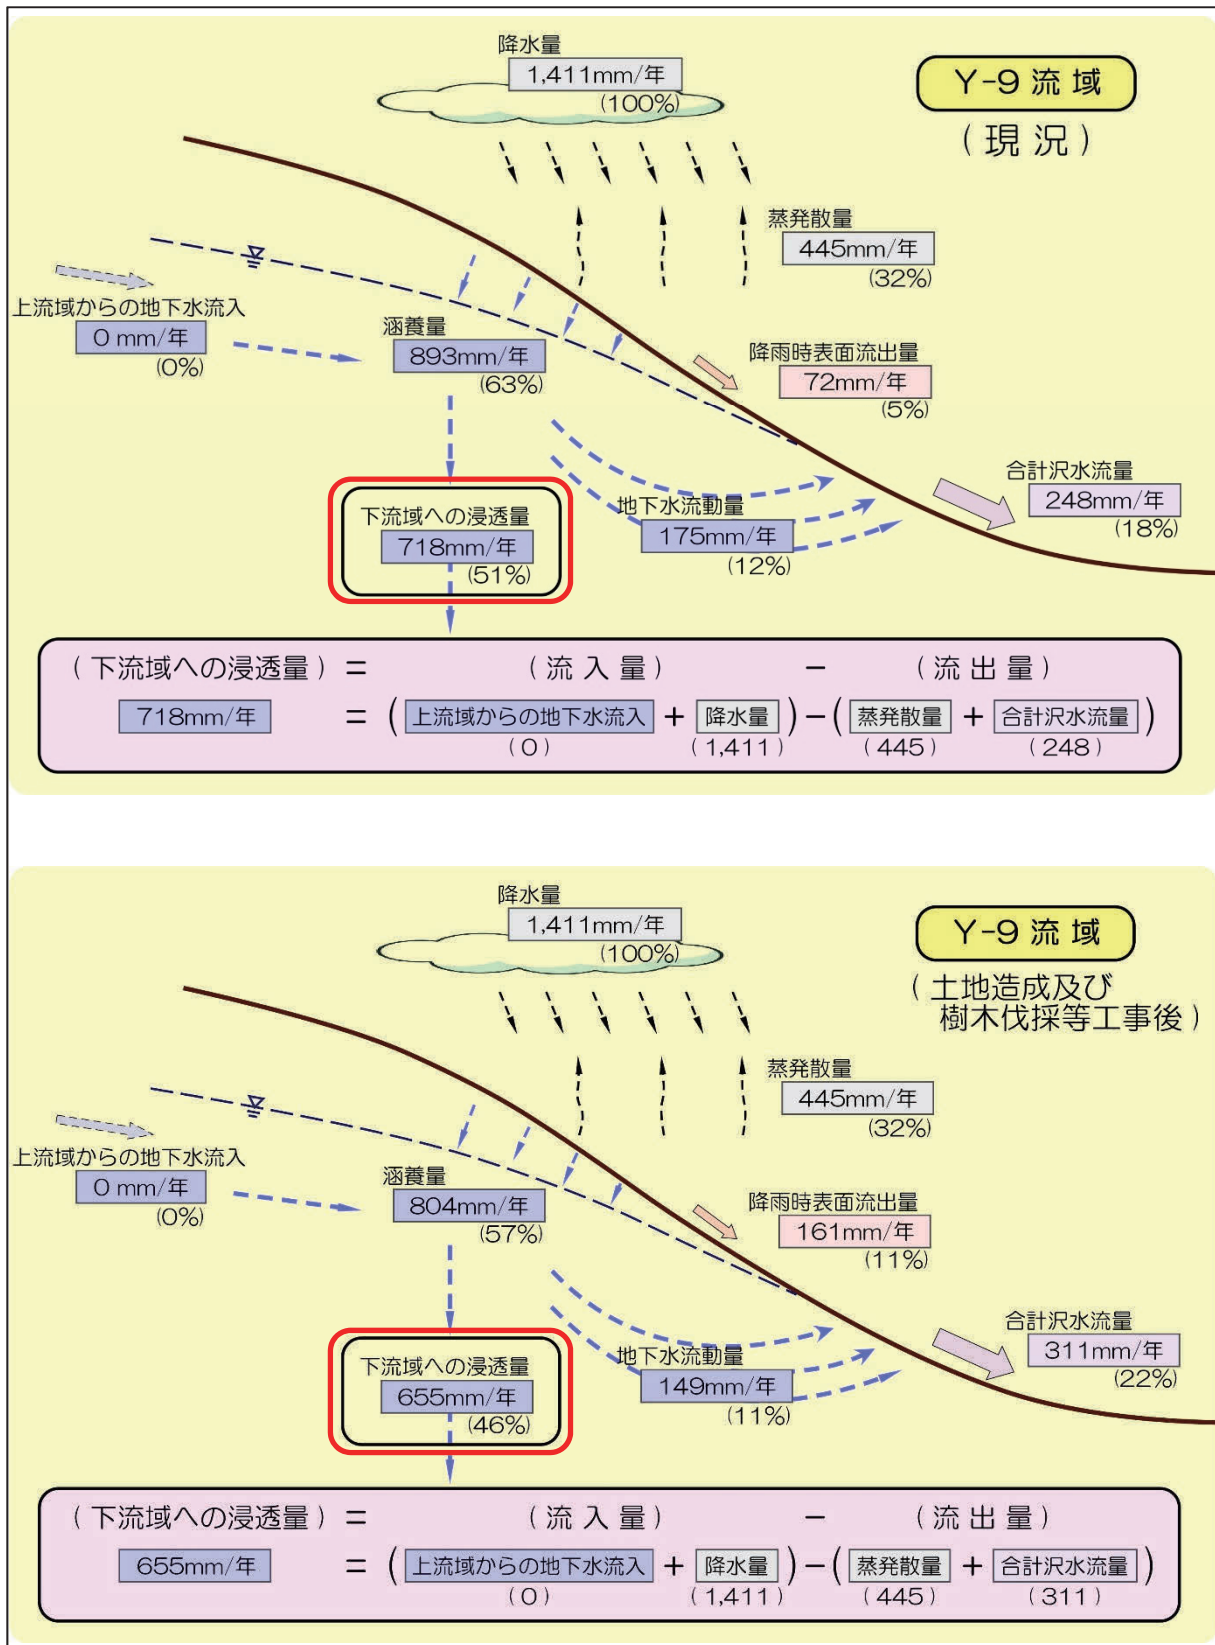 降水量
1,411mm/年
(100%)
Y-9 流域
(現況)
蒸発散量
445mm/年
(32%)
上流域からの地下水流入
0 mm/年
(0%)
涵養量
893mm/年
(63%)
降雨時表面流出量
72mm/年
(5%)
合計沢水流量
248mm/年
(18%)
下流域への浸透量
718mm/年
(51%)
地下水流動量
175mm/年
(12%)
(下流域への浸透量) = (流入量) − (流出量)
718mm/年 = (上流域からの地下水流入 + 降水量) − (蒸発散量 + 合計沢水流量)
(0) (1,411) (445) (248)
降水量
1,411mm/年
(100%)
Y-9 流域
(土地造成及び
樹木伐採等工事後)
蒸発散量
445mm/年
(32%)
上流域からの地下水流入
0 mm/年
(0%)
涵養量
804mm/年
(57%)
降雨時表面流出量
161mm/年
(11%)
合計沢水流量
311mm/年
(22%)
下流域への浸透量
655mm/年
(46%)
地下水流動量
149mm/年
(11%)
(下流域への浸透量) = (流入量) − (流出量)
655mm/年 = (上流域からの地下水流入 + 降水量) − (蒸発散量 + 合計沢水流量)
(0) (1,411) (445) (311)